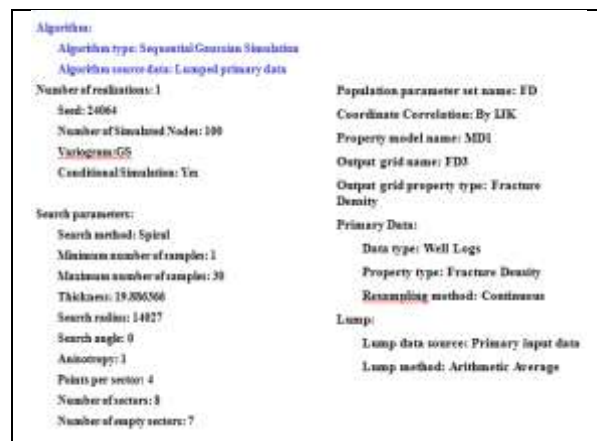 Algorithm:
Algorithm type: Sequential Gaussian Simulation
Algorithm source data: Lumped primary data
Number of realizations: 1
Seed: 24064
Number of Simulated Nodes: 100
Variogram:GS
Conditional Simulation: Yes
Search parameters:
Search method: Spiral
Minimum number of samples: 1
Maximum number of samples: 30
Thickness: 19.886366
Search radius: 14027
Search angle: 0
Anisotropy: 1
Points per sector: 4
Number of sectors: 8
Number of empty sectors: 7
Population parameter set name: FD
Coordinate Correlation: By IJK
Property model name: MD1
Output grid name: FD3
Output grid property type: Fracture
Density
Primary Data:
Data type: Well Logs
Property type: Fracture Density
Resampling method: Continuous
Lump:
Lump data source: Primary input data
Lump method: Arithmetic Average